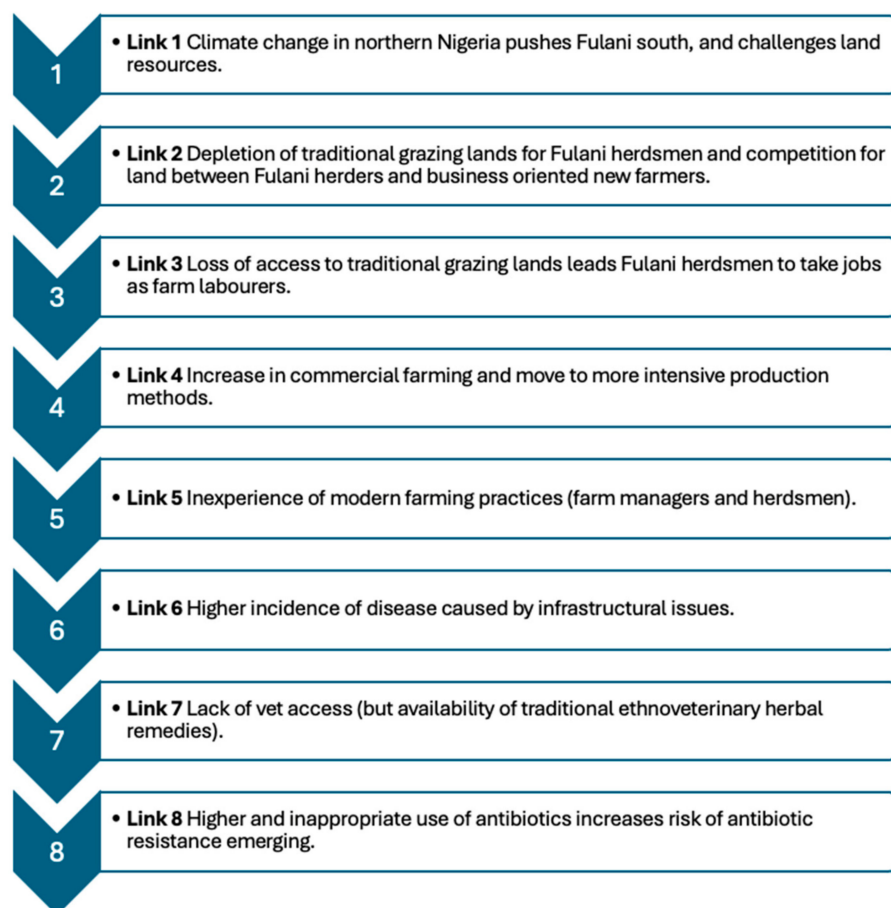 1
• Link 1 Climate change in northern Nigeria pushes Fulani south, and challenges land
resources.
2
• Link 2 Depletion of traditional grazing lands for Fulani herdsmen and competition for
land between Fulani herders and business oriented new farmers.
3
• Link 3 Loss of access to traditional grazing lands leads Fulani herdsmen to take jobs
as farm labourers.
4
• Link 4 Increase in commercial farming and move to more intensive production
methods.
5
• Link 5 Inexperience of modern farming practices (farm managers and herdsmen).
6
• Link 6 Higher incidence of disease caused by infrastructural issues.
7
• Link 7 Lack of vet access (but availability of traditional ethnoveterinary herbal
remedies).
8
• Link 8 Higher and inappropriate use of antibiotics increases risk of antibiotic
resistance emerging.